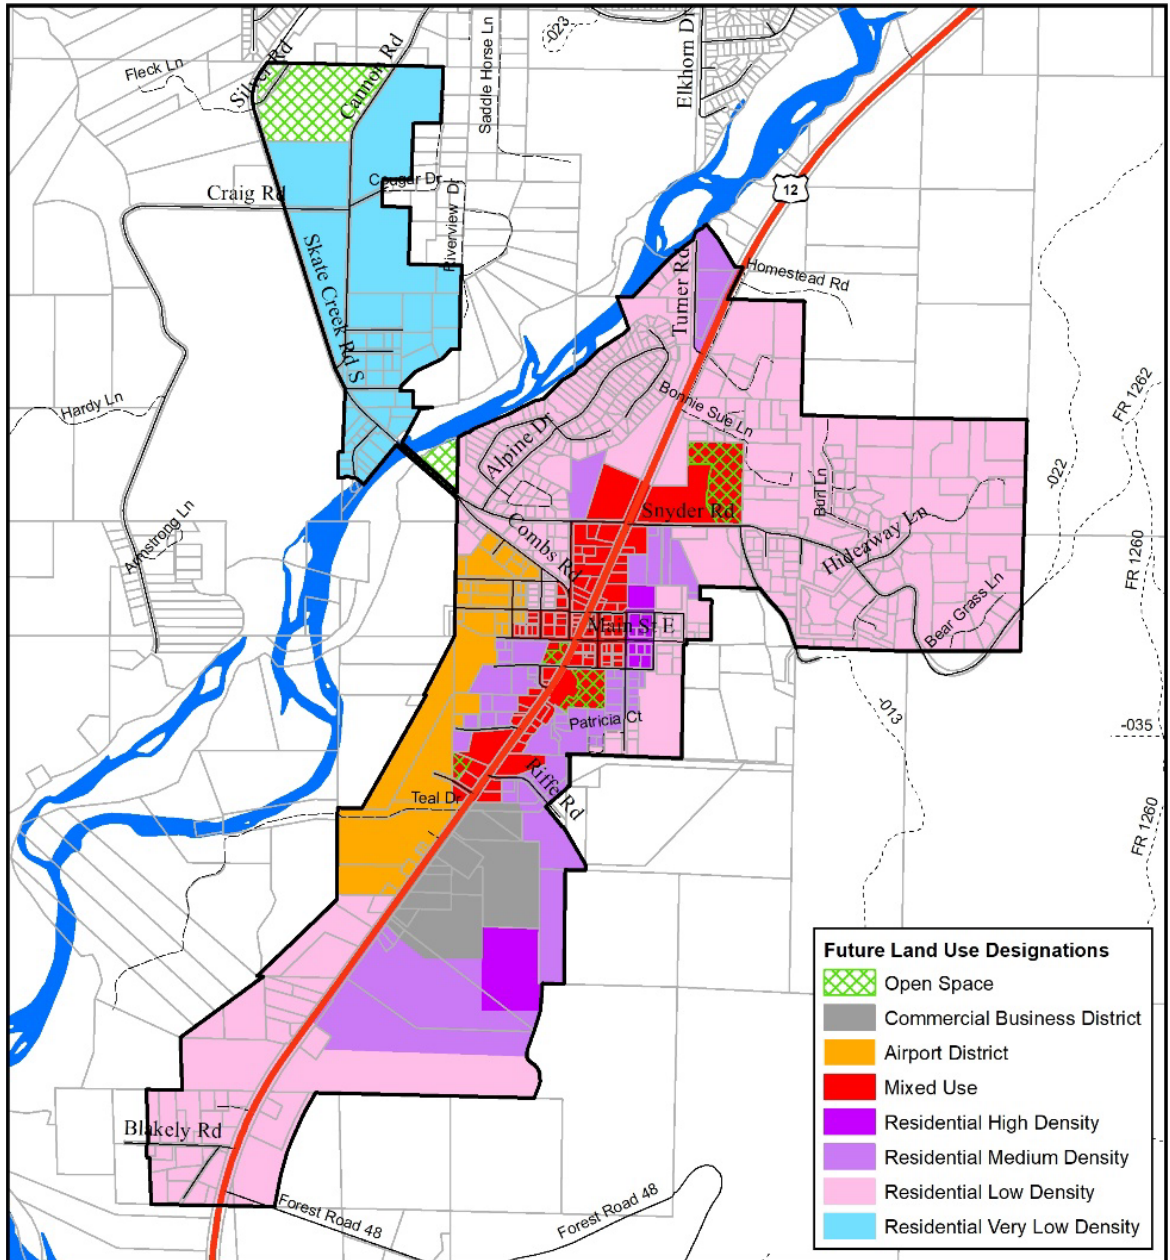 -023
Elkhorn Dr
Saddle Horse Ln
Silver Rd
Cannon Rd
Fleck Ln
Cougar Dr
12
Craig Rd
Riverview Dr
Skate Creek Rd S
Turner Rd
Homestead Rd
Hardy Ln
Bonnie Sue Ln
FR 1262
Alpine Dr
-022
Burl Ln
Snyder Rd
Armstrong Ln
Combs Rd
Hideaway Ln
FR 1260
Bear Grass Ln
Main St E
-013
Patricia Ct
-035
Riffe Rd
Teal Dr
FR 1260
Blakely Rd
Forest Road 48
Forest Road 48
Future Land Use Designations
Open Space
Commercial Business District
Airport District
Mixed Use
Residential High Density
Residential Medium Density
Residential Low Density
Residential Very Low Density